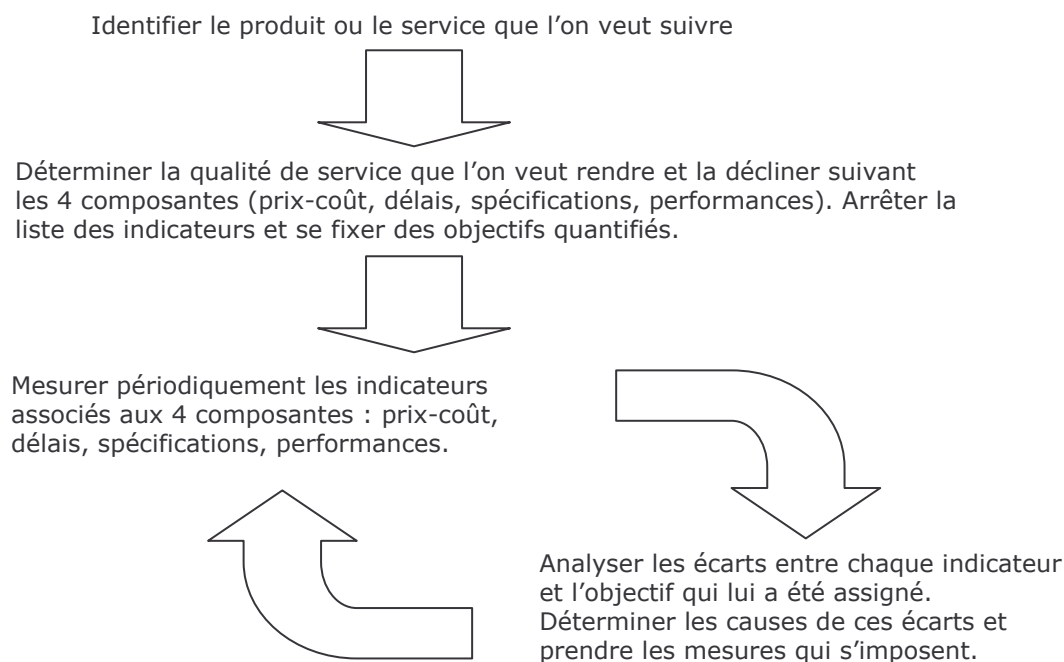 Identifier le produit ou le service que l'on veut suivre
Déterminer la qualité de service que l'on veut rendre et la décliner suivant
les 4 composantes (prix-coût, délais, spécifications, performances). Arrêter la
liste des indicateurs et se fixer des objectifs quantifiés.
Mesurer périodiquement les indicateurs
associés aux 4 composantes : prix-coût,
délais, spécifications, performances.
Analyser les écarts entre chaque indicateur
et l'objectif qui lui a été assigné.
Déterminer les causes de ces écarts et
prendre les mesures qui s'imposent.